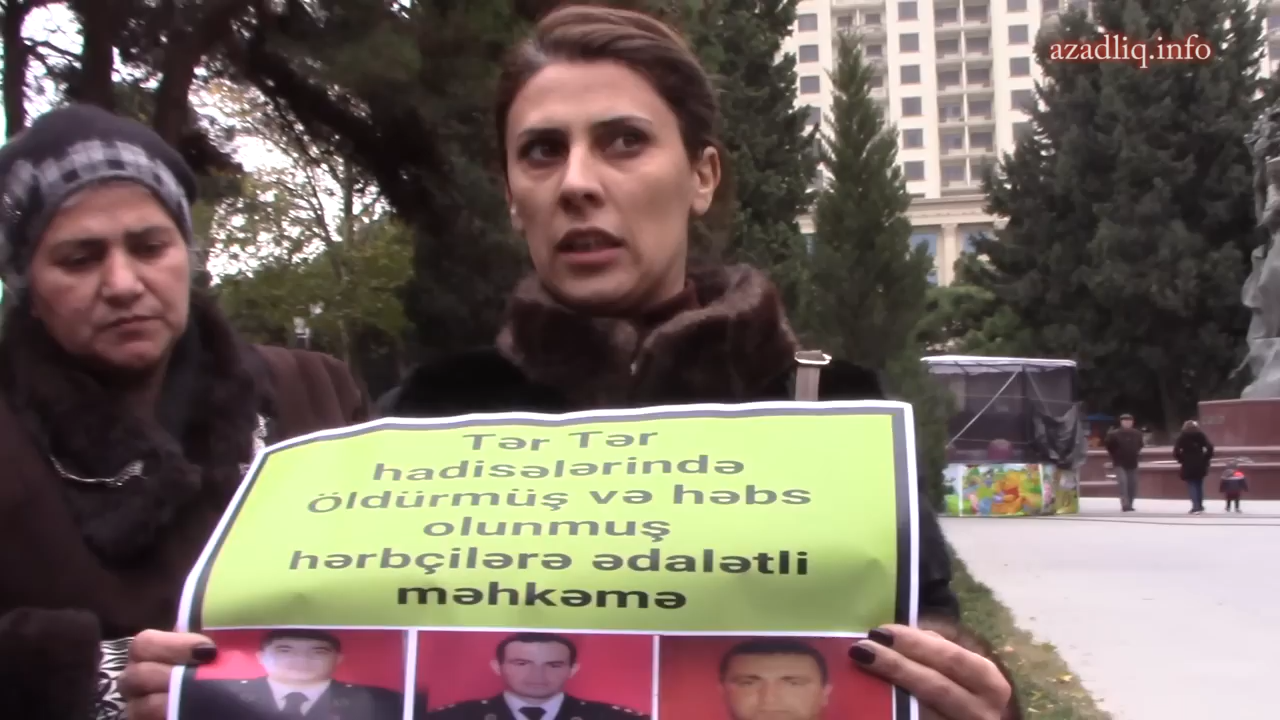 azadliq.info
Tər Tər
hadisələrində
öldürmüş və həbs
olunmuş
hərbçilərə ədalətli
məhkəmə